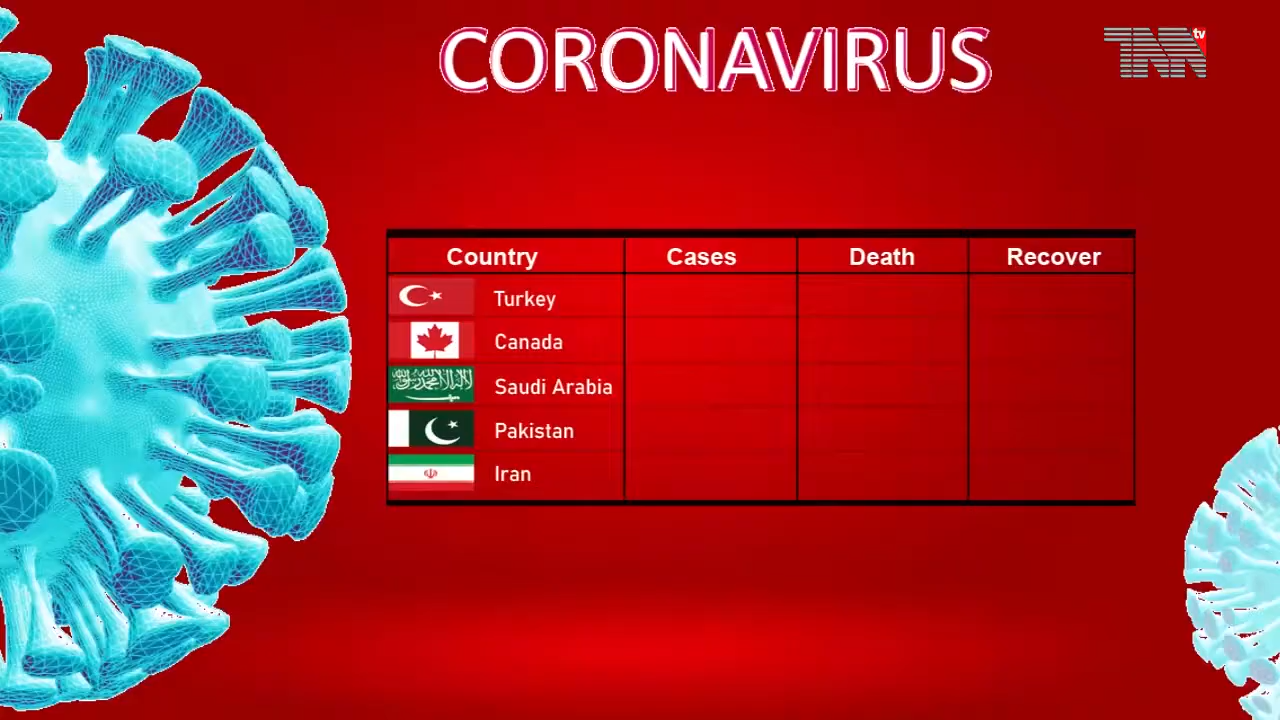 CORONAVIRUS
TNN tv
Country Cases Death Recover
Turkey
Canada
Saudi Arabia
Pakistan
Iran